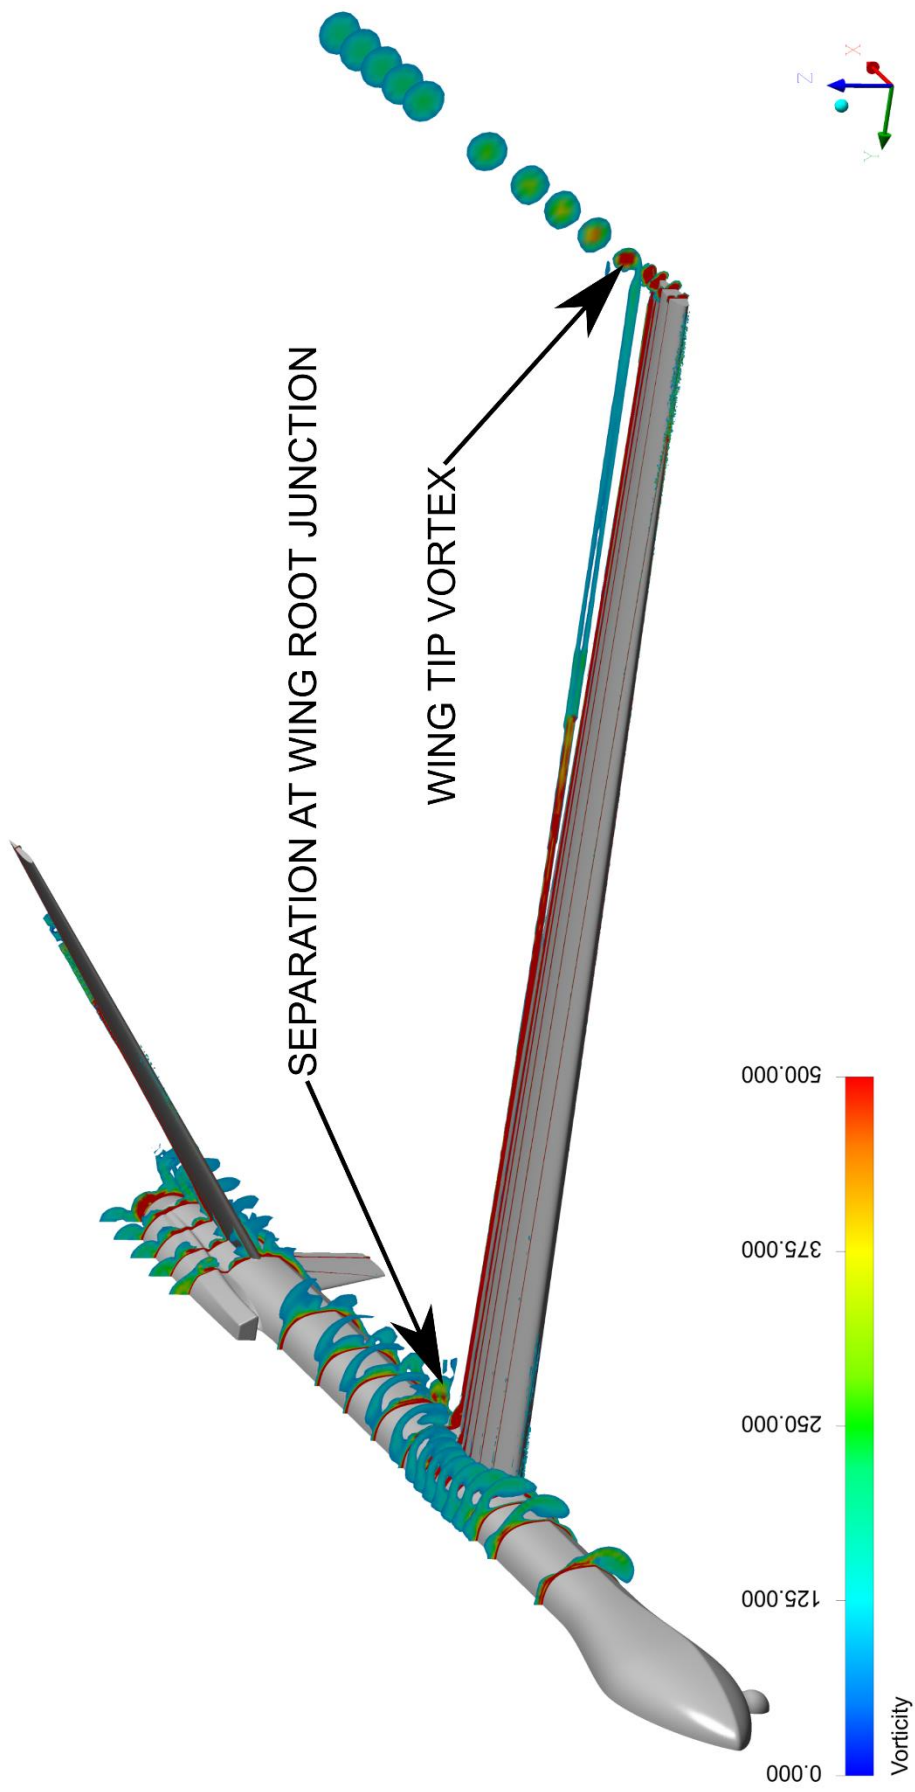 SEPARATION AT WING ROOT JUNCTION
WING TIP VORTEX
Z
X
Y
500.000
375.000
250.000
125.000
0.000
Vorticity